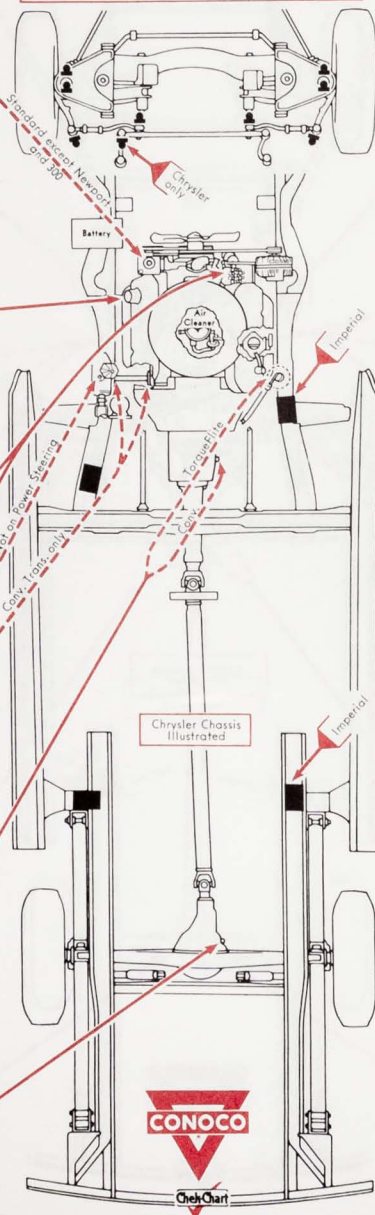 Standard except Newport
and 300
Chrysler
only
Battery
Air
Cleaner
Imperial
TorqueFlite
Conv.
on Power Steering
Conv. Trans. only
Chrysler Chassis
Illustrated
Imperial
CONOCO
Chek-Chart